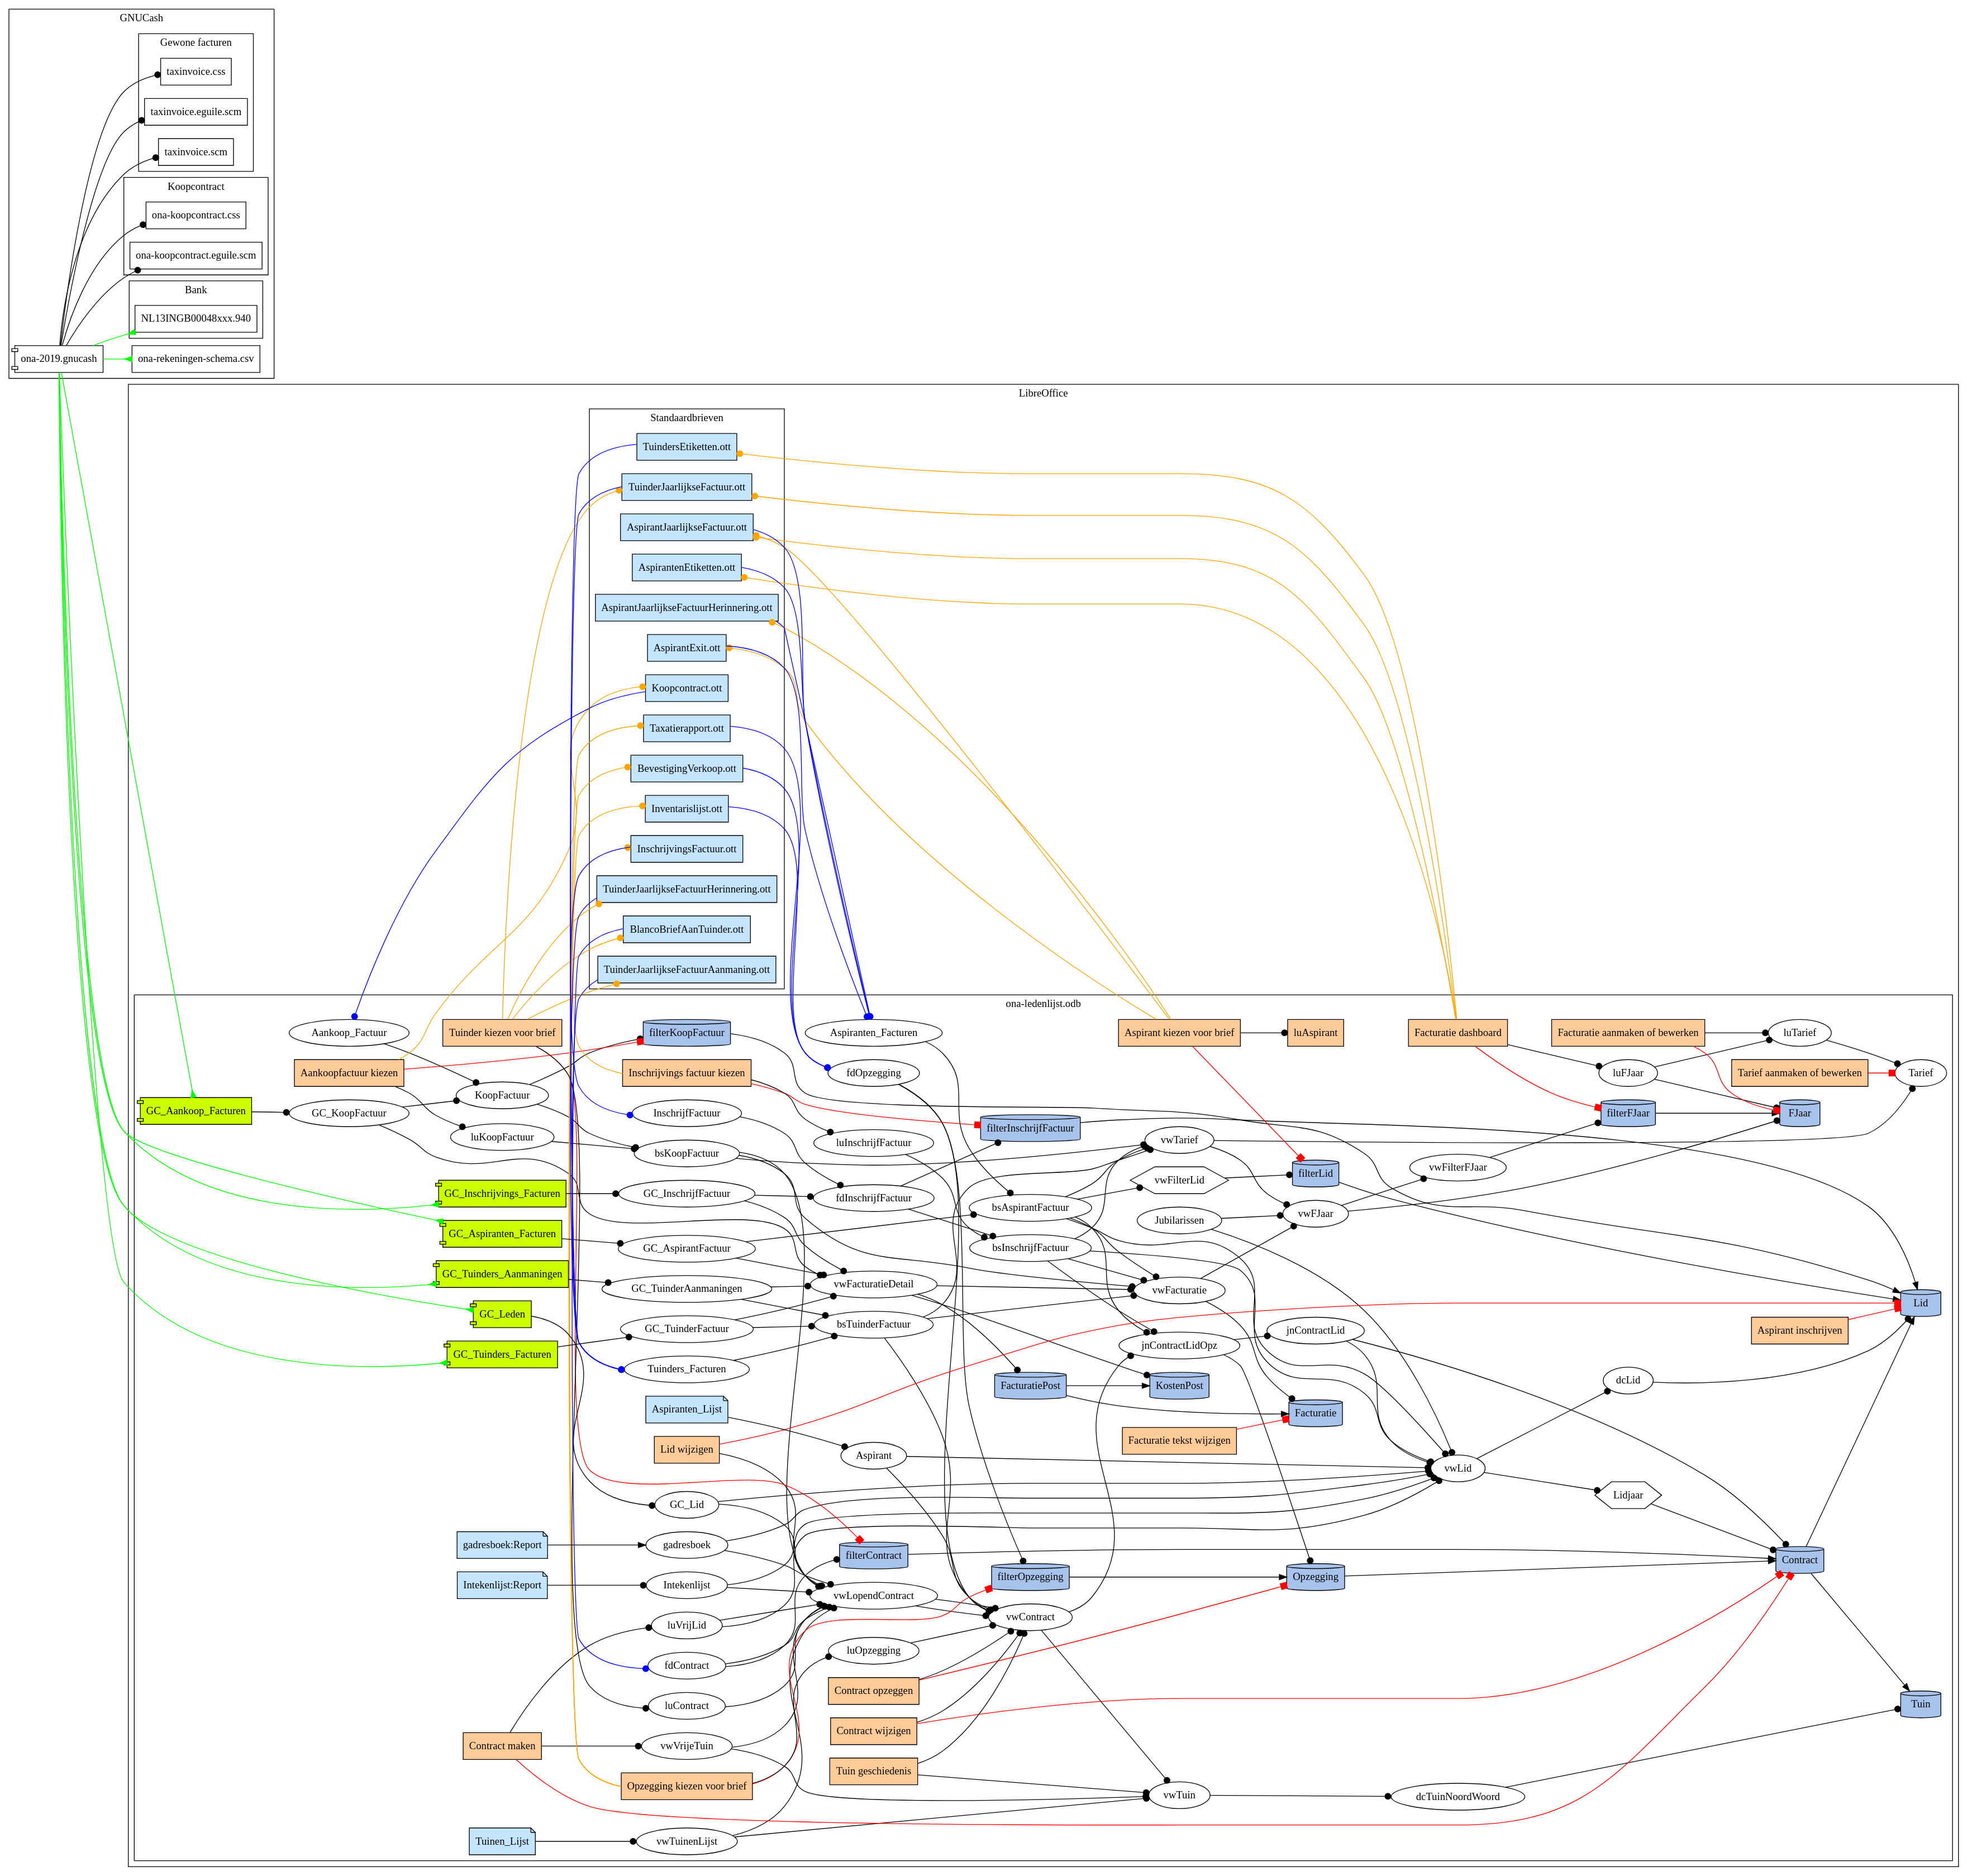 GNUCash
Gewone facturen
taxinvoice.css
taxinvoice.eguile.scm
taxinvoice.scm
Koopcontract
ona-koopcontract.css
ona-koopcontract.eguile.scm
Bank
NL13INGB00048xxx.940
ona-2019.gnucash
ona-rekeningen-schema.csv
LibreOffice
Standaardbrieven
TuindersEtiketten.ott
TuinderJaarlijkseFactuur.ott
AspirantJaarlijkseFactuur.ott
AspirantenEtiketten.ott
AspirantJaarlijkseFactuurHerinnering.ott
AspirantExit.ott
Koopcontract.ott
Taxatierapport.ott
BevestigingVerkoop.ott
Inventarislijst.ott
InschrijvingsFactuur.ott
TuinderJaarlijkseFactuurHerinnering.ott
BlancoBriefAanTuinder.ott
TuinderJaarlijkseFactuurAanmaning.ott
ona-ledenlijst.odb
Aankoop_Factuur
Tuinder kiezen voor brief
filterKoopFactuur
Aspiranten_Facturen
Aspirant kiezen voor brief
luAspirant
Facturatie dashboard
Facturatie aanmaken of bewerken
luTarief
Aankoopfactuur kiezen
Inschrijvings factuur kiezen
fdOpzegging
luFJaar
Tarief aanmaken of bewerken
Tarief
GC_Aankoop_Facturen
GC_KoopFactuur
KoopFactuur
InschrijfFactuur
filterInschrijfFactuur
filterFJaar
FJaar
luKoopFactuur
bsKoopFactuur
luInschrijfFactuur
vwTarief
vwFilterFJaar
vwFilterLid
filterLid
GC_Inschrijvings_Facturen
GC_InschrijfFactuur
fdInschrijfFactuur
bsAspirantFactuur
Jubilarissen
vwFJaar
GC_Aspiranten_Facturen
GC_AspirantFactuur
bsInschrijfFactuur
GC_Tuinders_Aanmaningen
GC_TuinderAanmaningen
vwFacturatieDetail
vwFacturatie
Lid
GC_Leden
GC_TuinderFactuur
bsTuinderFactuur
jnContractLid
Aspirant inschrijven
GC_Tuinders_Facturen
Tuinders_Facturen
jnContractLidOpz
FacturatiePost
KostenPost
dcLid
Aspiranten_Lijst
Facturatie
Lid wijzigen
Aspirant
Facturatie tekst wijzigen
vwLid
GC_Lid
Lidjaar
gadresboek:Report
gadresboek
filterContract
Contract
Intekenlijst:Report
Intekenlijst
vwLopendContract
filterOpzegging
Opzegging
luVrijLid
vwContract
fdContract
luOpzegging
luContract
Contract opzeggen
Tuin
Contract maken
vwVrijeTuin
Contract wijzigen
Opzegging kiezen voor brief
Tuin geschiedenis
vwTuin
dcTuinNoordWoord
Tuinen_Lijst
vwTuinenLijst